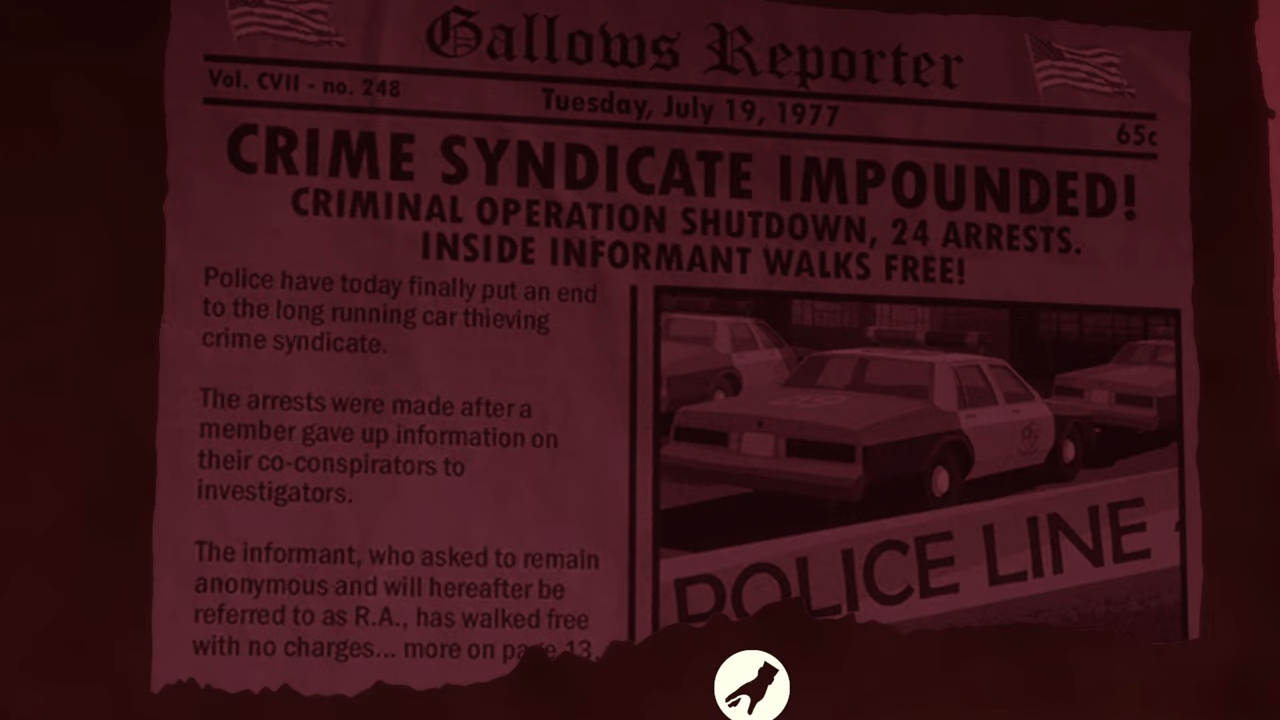 Gallows Reporter
Vol. CVII - no. 248
Tuesday, July 19, 1977
65c
CRIME SYNDICATE IMPOUNDED!
CRIMINAL OPERATION SHUTDOWN, 24 ARRESTS.
INSIDE INFORMANT WALKS FREE!
Police have today finally put an end
to the long running car thieving
crime syndicate.
The arrests were made after a
member gave up information on
their co-conspirators to
investigators.
The informant, who asked to remain
anonymous and will hereafter be
referred to as R.A., has walked free
with no charges... more on page 13.
POLICE LINE